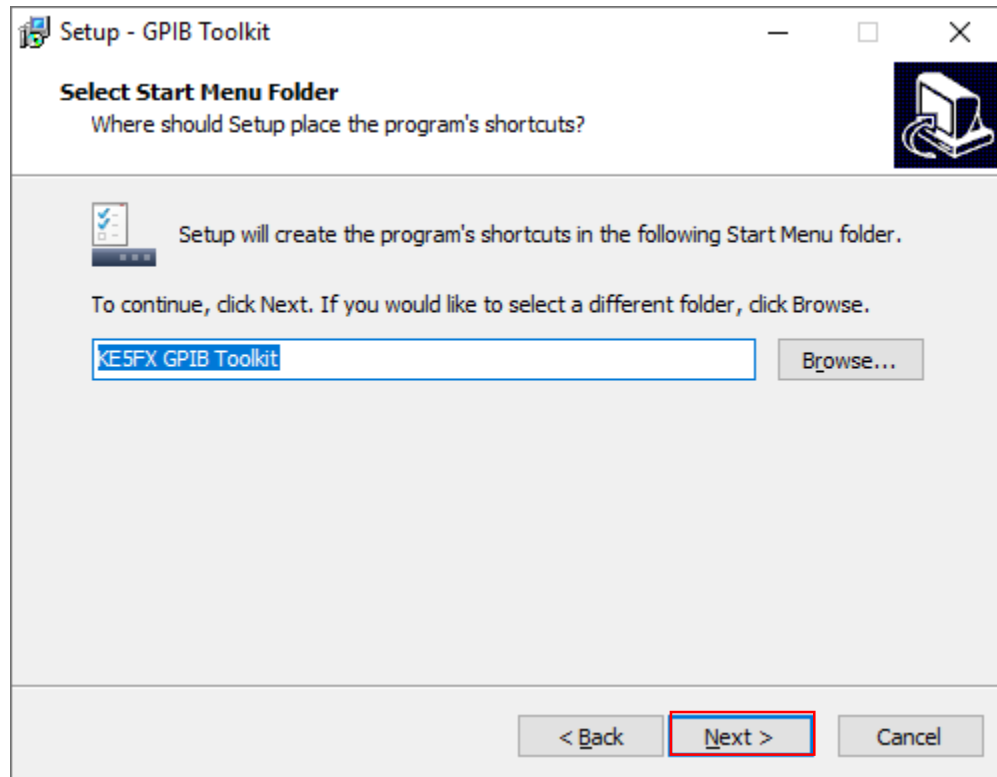 Setup - GPIB Toolkit
Select Start Menu Folder
Where should Setup place the program's shortcuts?
Setup will create the program's shortcuts in the following Start Menu folder.
To continue, click Next. If you would like to select a different folder, click Browse.
KE5FX GPIB Toolkit
Browse...
< Back
Next >
Cancel